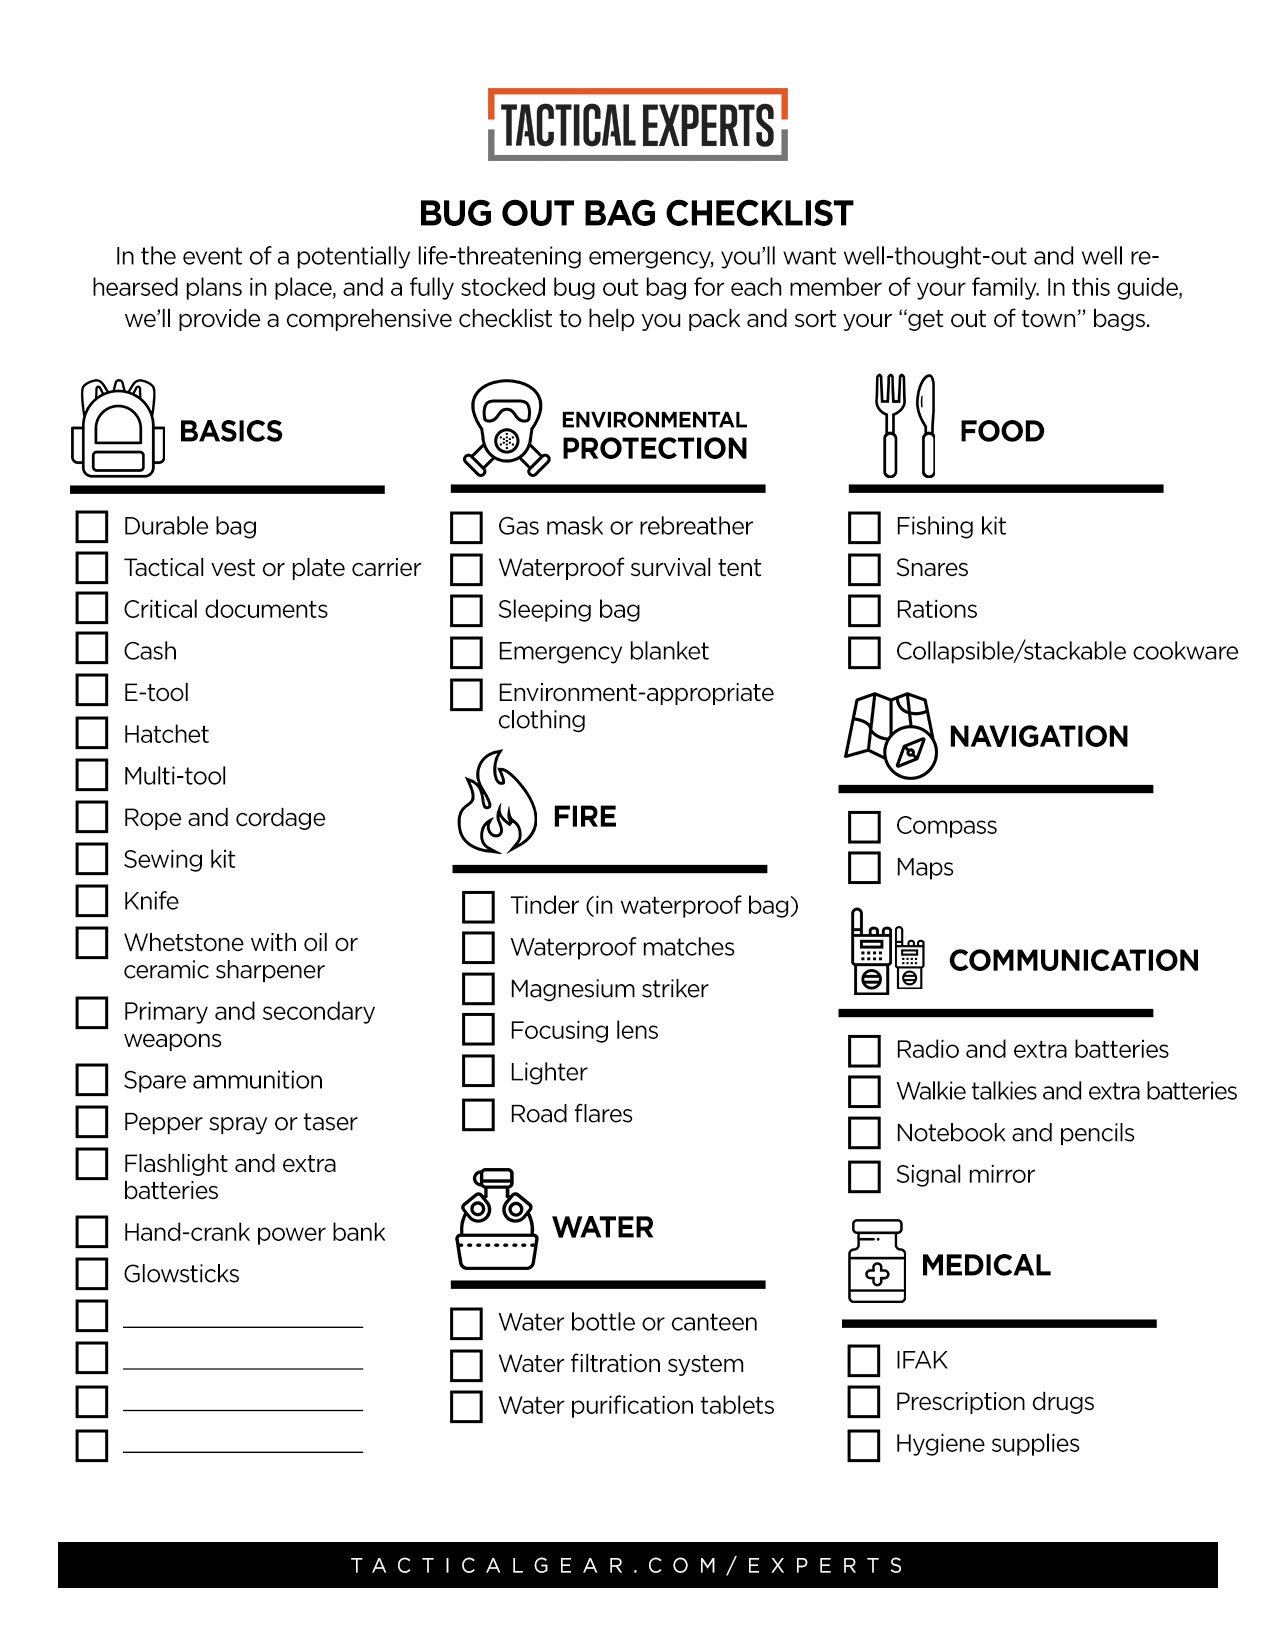 TACTICAL EXPERTS
BUG OUT BAG CHECKLIST
In the event of a potentially life-threatening emergency, you’ll want well-thought-out and well re-
hearsed plans in place, and a fully stocked bug out bag for each member of your family. In this guide,
we’ll provide a comprehensive checklist to help you pack and sort your “get out of town” bags.
BASICS
Durable bag
Tactical vest or plate carrier
Critical documents
Cash
E-tool
Hatchet
Multi-tool
Rope and cordage
Sewing kit
Knife
Whetstone with oil or
ceramic sharpener
Primary and secondary
weapons
Spare ammunition
Pepper spray or taser
Flashlight and extra
batteries
Hand-crank power bank
Glowsticks
ENVIRONMENTAL
PROTECTION
Gas mask or rebreather
Waterproof survival tent
Sleeping bag
Emergency blanket
Environment-appropriate
clothing
FIRE
Tinder (in waterproof bag)
Waterproof matches
Magnesium striker
Focusing lens
Lighter
Road flares
WATER
Water bottle or canteen
Water filtration system
Water purification tablets
FOOD
Fishing kit
Snares
Rations
Collapsible/stackable cookware
NAVIGATION
Compass
Maps
COMMUNICATION
Radio and extra batteries
Walkie talkies and extra batteries
Notebook and pencils
Signal mirror
MEDICAL
IFAK
Prescription drugs
Hygiene supplies
TACTICALGEAR.COM/EXPERTS